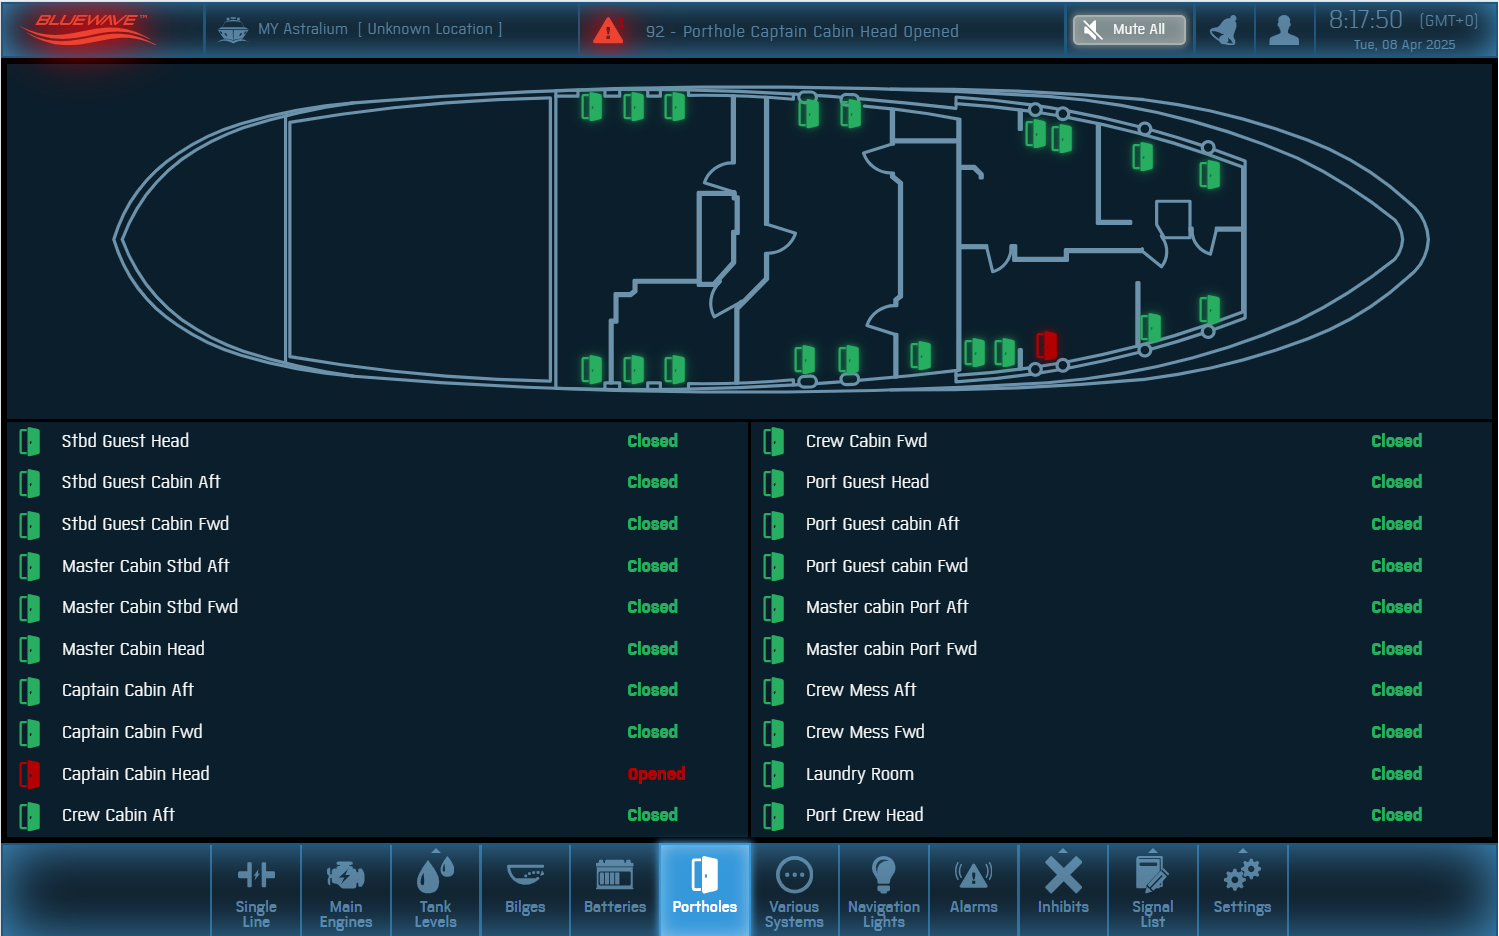 BLUEWAVE™
MY Astralium [ Unknown Location ]
92 - Porthole Captain Cabin Head Opened
Mute All
8:17:50 (GMT+0)
Tue, 08 Apr 2025
Stbd Guest Head Closed
Stbd Guest Cabin Aft Closed
Stbd Guest Cabin Fwd Closed
Master Cabin Stbd Aft Closed
Master Cabin Stbd Fwd Closed
Master Cabin Head Closed
Captain Cabin Aft Closed
Captain Cabin Fwd Closed
Captain Cabin Head Opened
Crew Cabin Aft Closed
Crew Cabin Fwd Closed
Port Guest Head Closed
Port Guest cabin Aft Closed
Port Guest cabin Fwd Closed
Master cabin Port Aft Closed
Master cabin Port Fwd Closed
Crew Mess Aft Closed
Crew Mess Fwd Closed
Laundry Room Closed
Port Crew Head Closed
Single
Line
Main
Engines
Tank
Levels
Bilges
Batteries
Portholes
Various
Systems
Navigation
Lights
Alarms
Inhibits
Signal
List
Settings